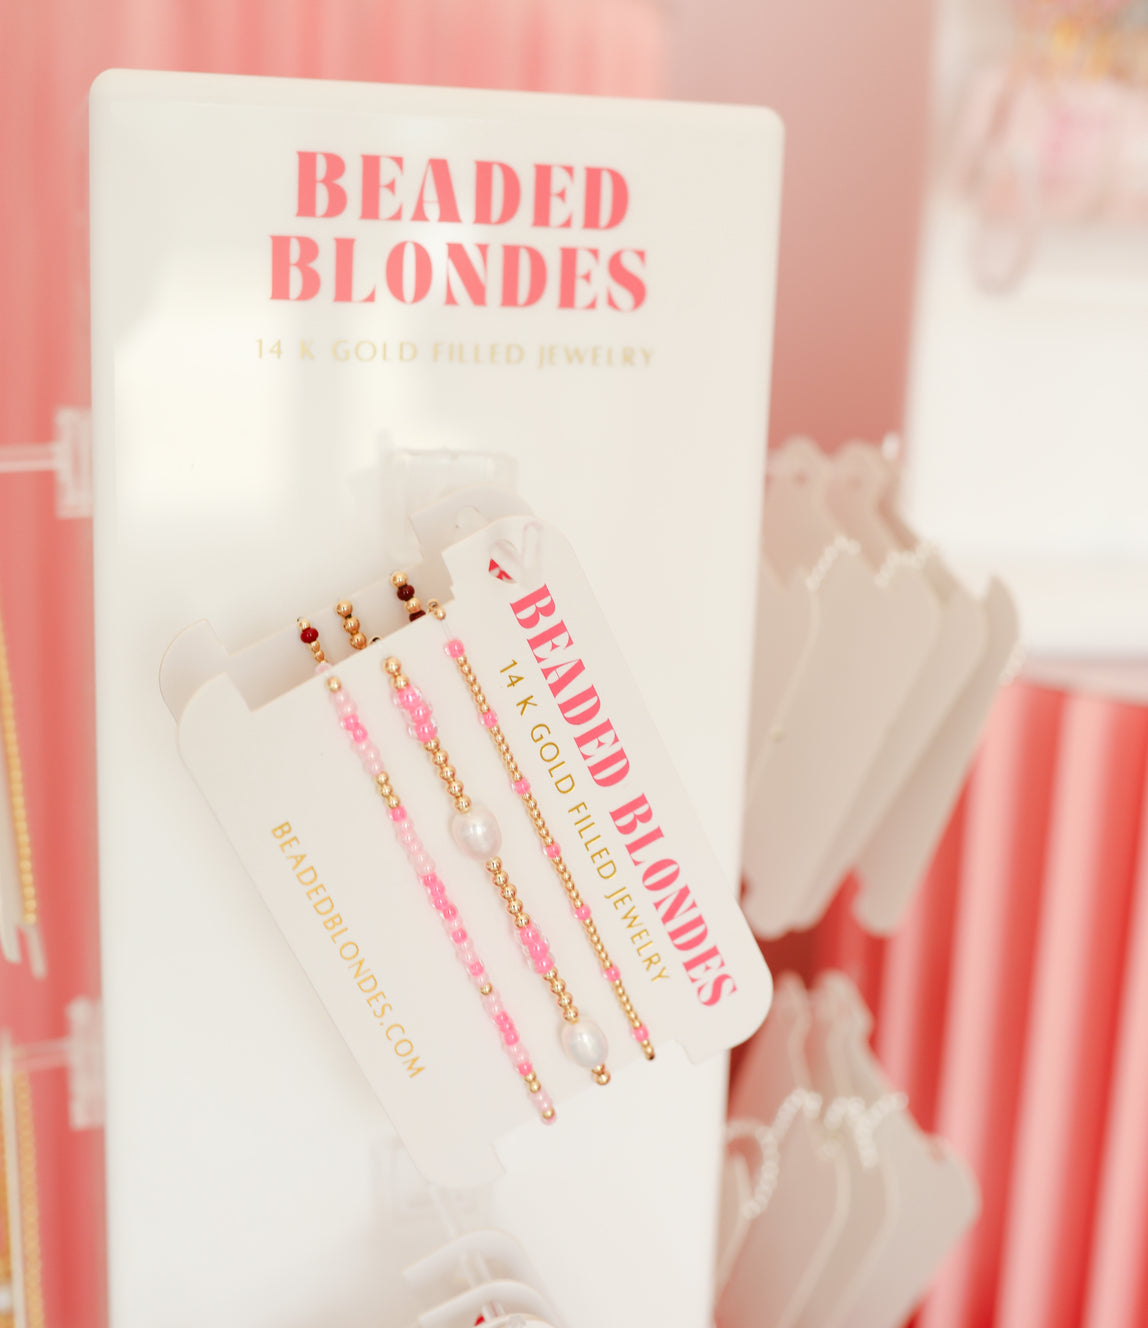 BEADED
BLONDES
14 K GOLD FILLED JEWELRY
BEADED BLONDES
14 K GOLD FILLED JEWELRY
BEADEDBLONDES.COM